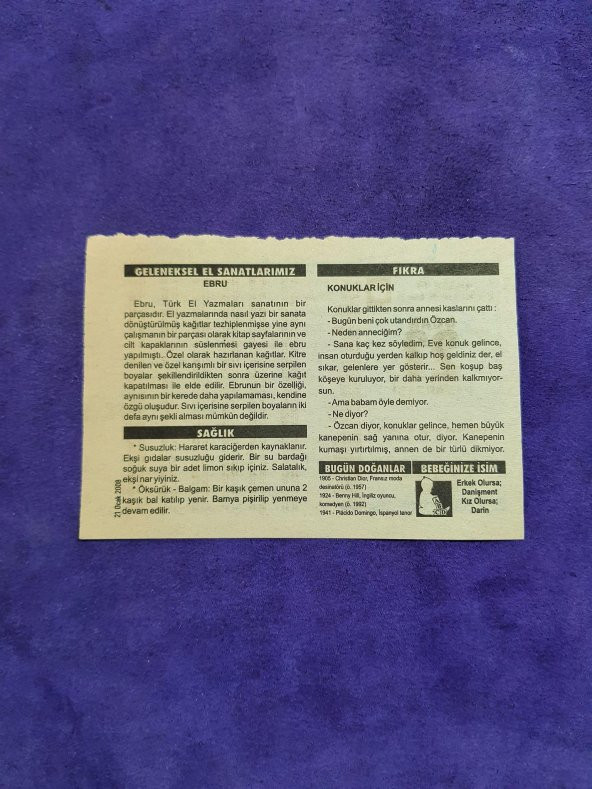 GELENEKSEL EL SANATLARIMIZ
EBRU
Ebru, Türk El Yazmaları sanatının bir
parçasıdır. El yazmalarında nasıl yazı bir sanata
dönüştürülmüş kağıtlar tezhiplenmişse yine aynı
çalışmanın bir parçası olarak kitap sayfalarının ve
cilt kapaklarının süslenmesi gayesi ile ebru
yapılmıştı.. Özel olarak hazırlanan kağıtlar. Kitre
denilen ve özel karışımlı bir sıvı içerisine serpilen
boyalar şekillendirildikten sonra üzerine kağıt
kapatılması ile elde edilir. Ebrunun bir özelliği,
aynısının bir kerede daha yapılamaması, kendine
özgü oluşudur. Sıvı içerisine serpilen boyaların iki
defa aynı şekli alması mümkün değildir.
SAĞLIK
* Susuzluk: Hararet karaciğerden kaynaklanır.
Ekşi gıdalar susuzluğu giderir. Bir su bardağı
soğuk suya bir adet limon sıkıp içiniz. Salatalık,
ekşi nar yiyiniz.
* Öksürük - Balgam: Bir kaşık çemen ununa 2
kaşık bal katılıp yenir. Bamya pişirilip yenmeye
devam edilir.
21 Ocak 2008
FIKRA
KONUKLAR İÇİN
Konuklar gittikten sonra annesi kaslarını çattı :
- Bugün beni çok utandırdın Özcan.
- Neden anneciğim?
- Sana kaç kez söyledim, Eve konuk gelince,
insan oturduğu yerden kalkıp hoş geldiniz der, el
sıkar, gelenlere yer gösterir... Sen koşup baş
köşeye kuruluyor, bir daha yerinden kalkmıyor-
sun.
- Ama babam öyle demiyor.
- Ne diyor?
- Özcan diyor, konuklar gelince, hemen büyük
kanepenin sağ yanına otur, diyor. Kanepenin
kumaşı yırtırtılmış, annen de bir türlü dikmiyor.
BUGÜN DOĞANLAR
1905 - Christian Dior, Fransız moda
desinatörü (ö. 1957)
1924 - Benny Hill, İngiliz oyuncu,
komedyen (ö. 1992)
1941 - Plácido Domingo, İspanyol tenor
BEBEĞİNİZE İSİM
Erkek Olursa;
Danişment
Kız Olursa;
Darin